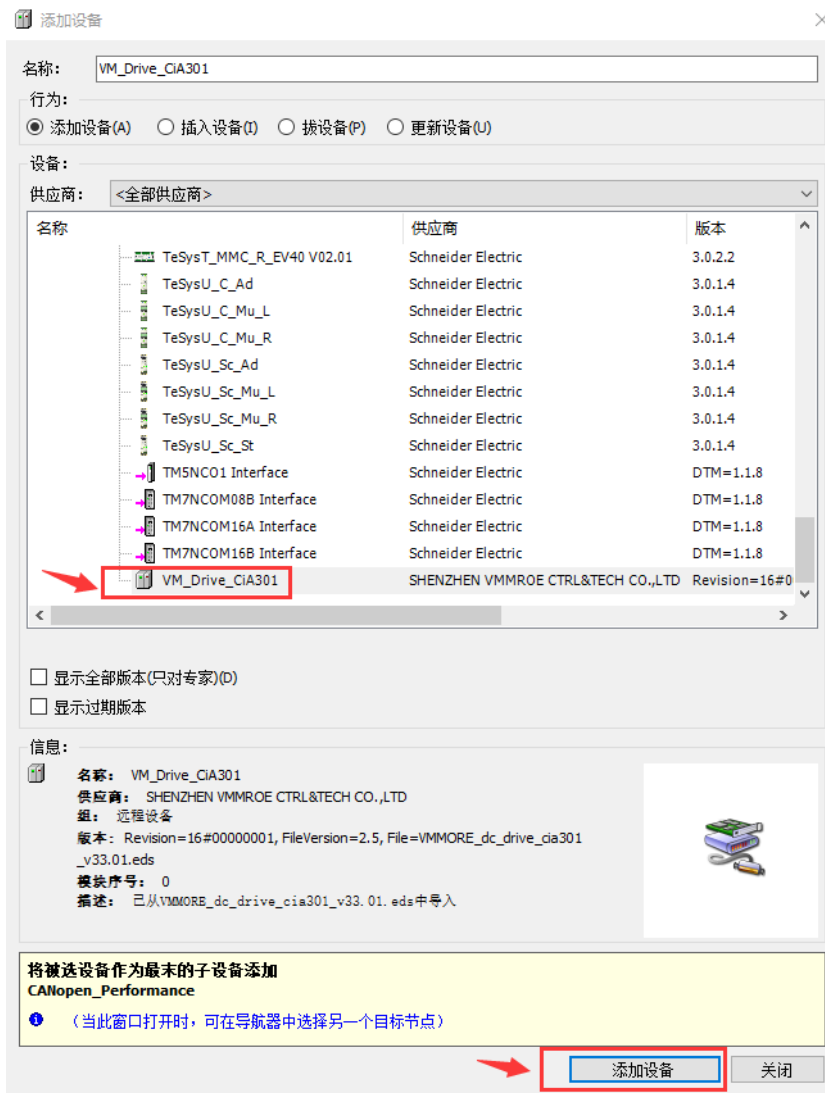 添加设备
名称: VM_Drive_CiA301
行为:
添加设备(A) 插入设备(I) 拔设备(P) 更新设备(U)
设备:
供应商: <全部供应商>
名称 供应商 版本
TeSysT_MMC_R_EV40 V02.01 Schneider Electric 3.0.2.2
TeSysU_C_Ad Schneider Electric 3.0.1.4
TeSysU_C_Mu_L Schneider Electric 3.0.1.4
TeSysU_C_Mu_R Schneider Electric 3.0.1.4
TeSysU_Sc_Ad Schneider Electric 3.0.1.4
TeSysU_Sc_Mu_L Schneider Electric 3.0.1.4
TeSysU_Sc_Mu_R Schneider Electric 3.0.1.4
TeSysU_Sc_St Schneider Electric 3.0.1.4
TM5NCO1 Interface Schneider Electric DTM=1.1.8
TM7NCOM08B Interface Schneider Electric DTM=1.1.8
TM7NCOM16A Interface Schneider Electric DTM=1.1.8
TM7NCOM16B Interface Schneider Electric DTM=1.1.8
VM_Drive_CiA301 SHENZHEN VMMROE CTRL&TECH CO.,LTD Revision=16#0
显示全部版本(只对专家)(D)
显示过期版本
信息:
名称: VM_Drive_CiA301
供应商: SHENZHEN VMMROE CTRL&TECH CO.,LTD
组: 远程设备
版本: Revision=16#00000001, FileVersion=2.5, File=VMMORE_dc_drive_cia301
_v33.01.eds
模块序号: 0
描述: 已从VMMORE_dc_drive_cia301_v33.01.eds中导入
将被选设备作为最末的子设备添加
CANopen_Performance
(当此窗口打开时，可在导航器中选择另一个目标节点)
添加设备 关闭